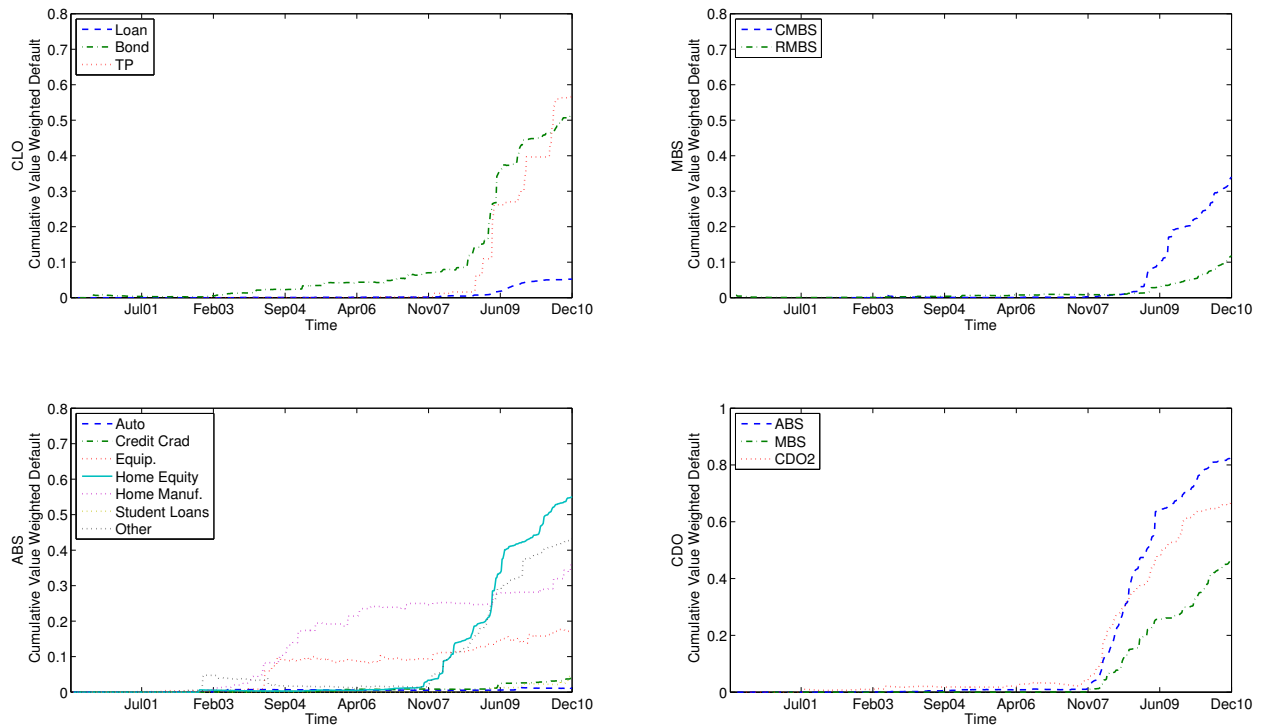 0.8
0.7
0.6
0.5
0.4
0.3
0.2
0.1
0
CLO
Cumulative Value Weighted Default
Loan
Bond
TP
Jul01 Feb03 Sep04 Apr06 Nov07 Jun09 Dec10
Time
0.8
0.7
0.6
0.5
0.4
0.3
0.2
0.1
0
MBS
Cumulative Value Weighted Default
CMBS
RMBS
Jul01 Feb03 Sep04 Apr06 Nov07 Jun09 Dec10
Time
0.8
0.7
0.6
0.5
0.4
0.3
0.2
0.1
0
ABS
Cumulative Value Weighted Default
Auto
Credit Crad
Equip.
Home Equity
Home Manuf.
Student Loans
Other
Jul01 Feb03 Sep04 Apr06 Nov07 Jun09 Dec10
Time
1
0.8
0.6
0.4
0.2
0
CDO
Cumulative Value Weighted Default
ABS
MBS
CDO2
Jul01 Feb03 Sep04 Apr06 Nov07 Jun09 Dec10
Time